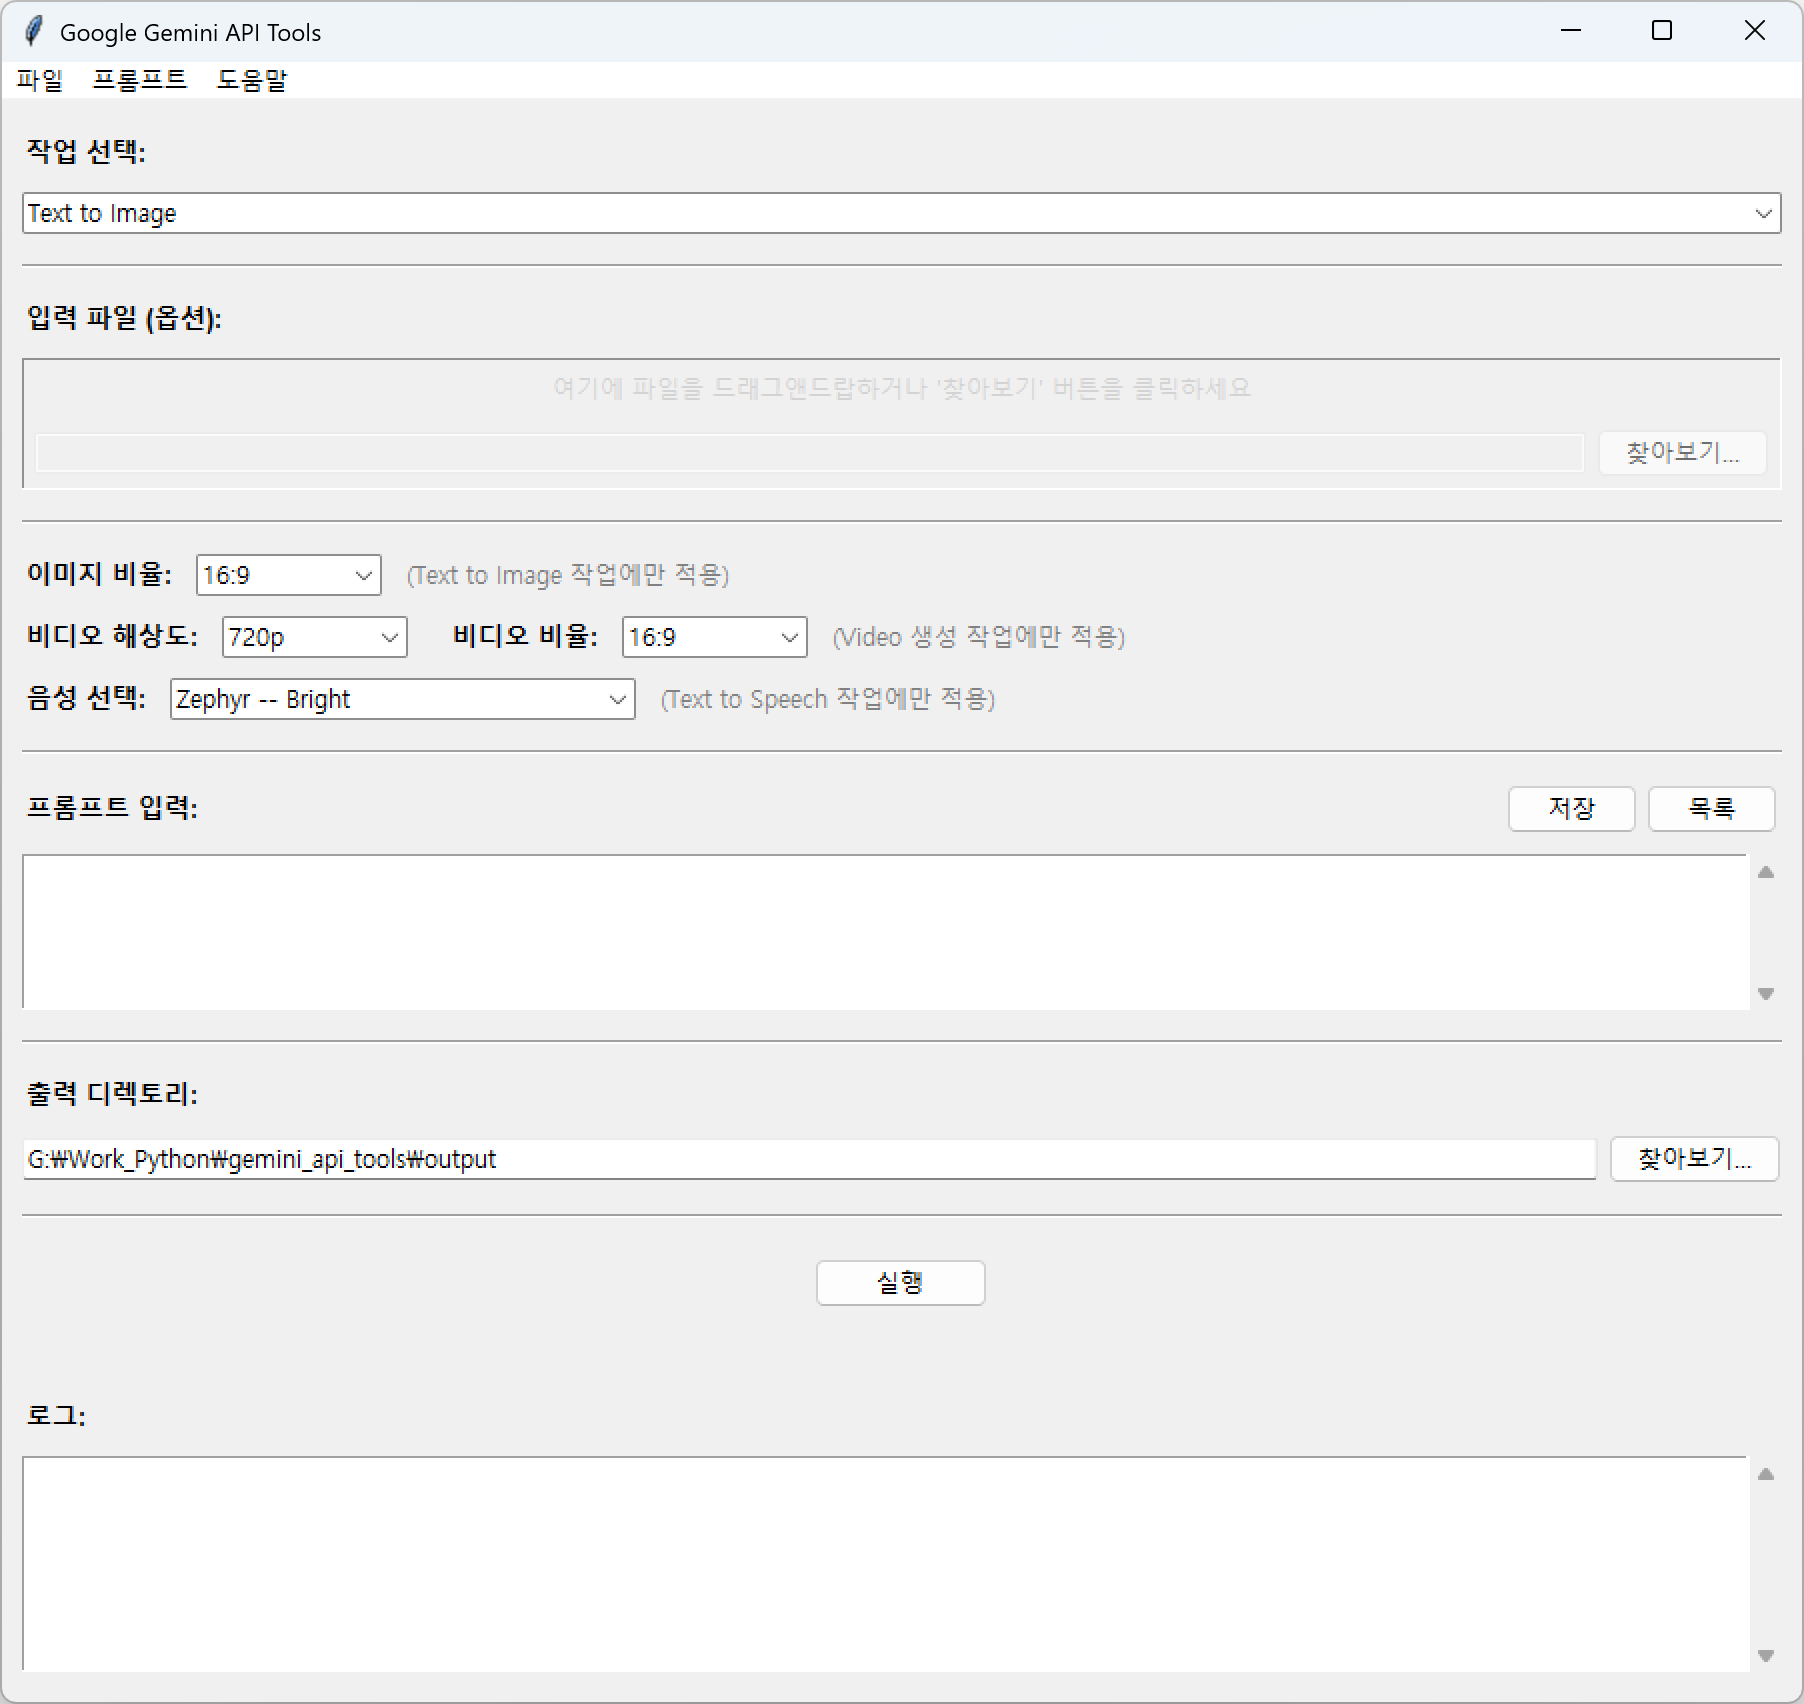 Google Gemini API Tools
파일 프롬프트 도움말
작업 선택:
Text to Image
입력 파일 (옵션):
여기에 파일을 드래그앤드랍하거나 '찾아보기' 버튼을 클릭하세요
찾아보기...
이미지 비율: 16:9 (Text to Image 작업에만 적용)
비디오 해상도: 720p 비디오 비율: 16:9 (Video 생성 작업에만 적용)
음성 선택: Zephyr -- Bright (Text to Speech 작업에만 적용)
프롬프트 입력: 저장 목록
출력 디렉토리:
G:₩Work_Python₩gemini_api_tools₩output 찾아보기...
실행
로그: